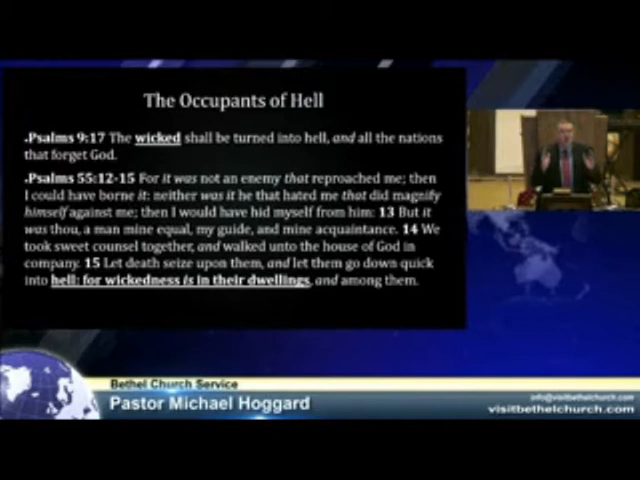 The Occupants of Hell
.Psalms 9:17 The wicked shall be turned into hell, and all the nations
that forget God.
.Psalms 55:12-15 For it was not an enemy that reproached me; then
I could have borne it: neither was it he that hated me that did magnify
himself against me; then I would have hid myself from him: 13 But it
was thou, a man mine equal, my guide, and mine acquaintance. 14 We
took sweet counsel together, and walked unto the house of God in
company. 15 Let death seize upon them, and let them go down quick
into hell: for wickedness is in their dwellings, and among them.
Bethel Church Service
Pastor Michael Hoggard
info@visitbethelchurch.com
visitbethelchurch.com